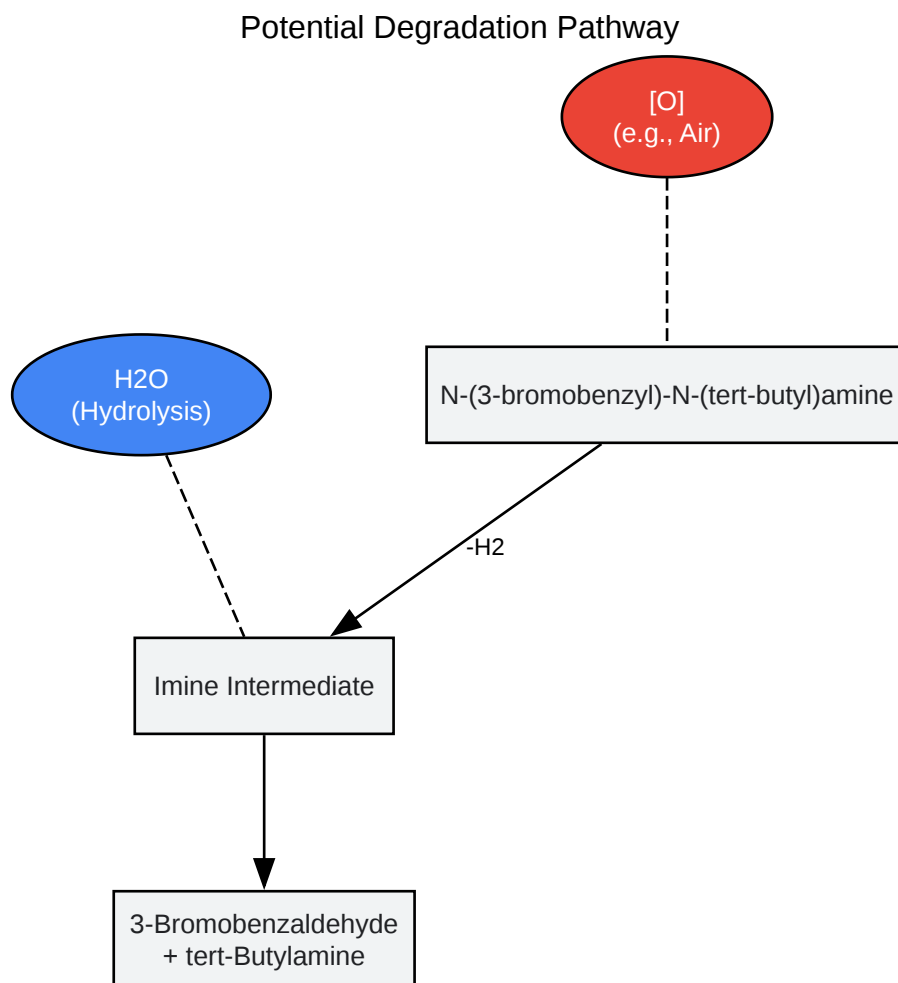 Potential Degradation Pathway
[O]
(e.g., Air)
H2O
(Hydrolysis)
N-(3-bromobenzyl)-N-(tert-butyl)amine
-H2
Imine Intermediate
3-Bromobenzaldehyde
+ tert-Butylamine